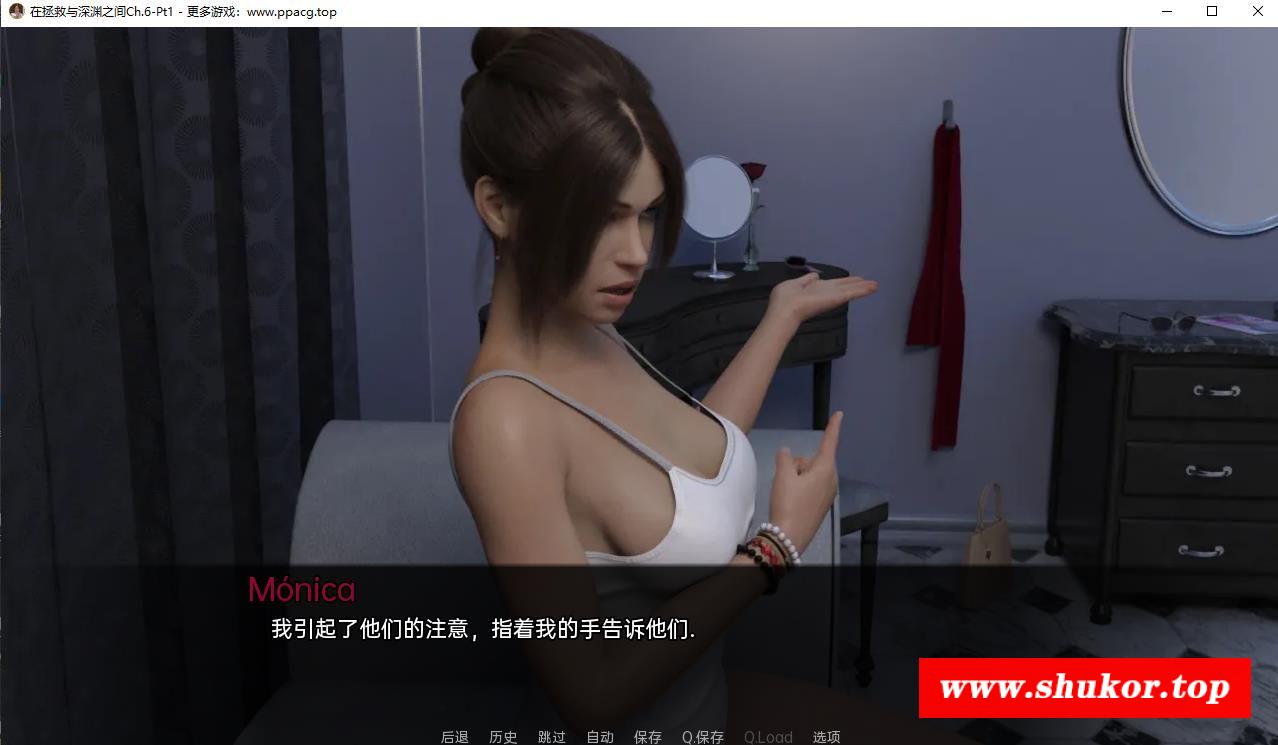 在拯救与深渊之间Ch.6-Pt1 - 更多游戏：www.ppacg.top
Mónica
我引起了他们的注意，指着我的手告诉他们.
www.shukor.top
后退 历史 跳过 自动 保存 Q.保存 Q.Load 选项